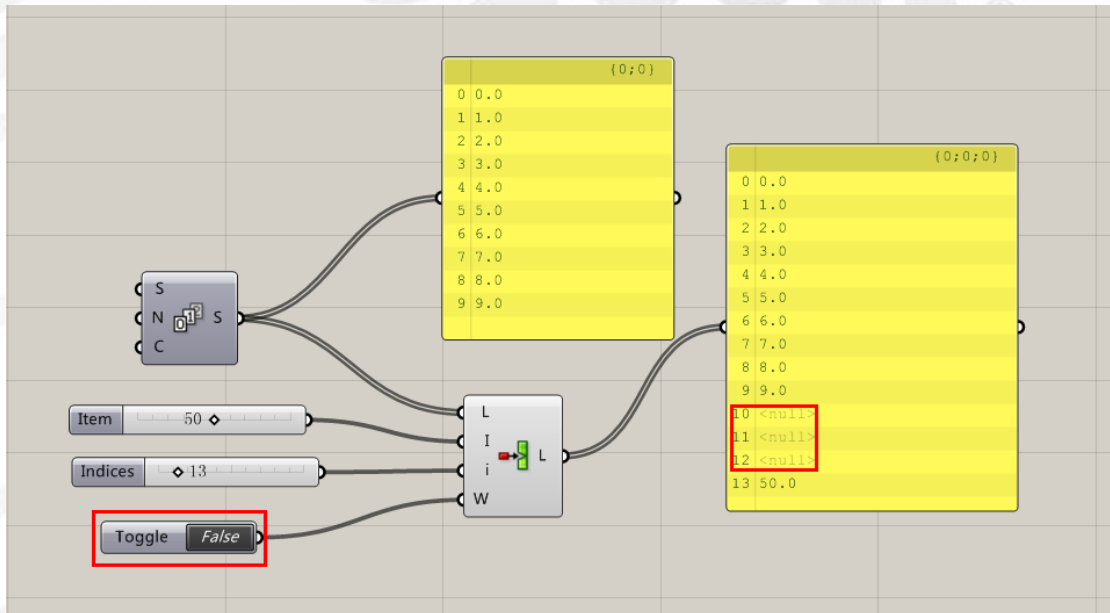 {0;0}
0 0.0
1 1.0
2 2.0
3 3.0
4 4.0
5 5.0
6 6.0
7 7.0
8 8.0
9 9.0
{0;0;0}
0 0.0
1 1.0
2 2.0
3 3.0
4 4.0
5 5.0
6 6.0
7 7.0
8 8.0
9 9.0
10 <null>
11 <null>
12 <null>
13 50.0
S
N 0 1 2 S
C
Item 50
Indices 13
Toggle False
L
I
i L
W